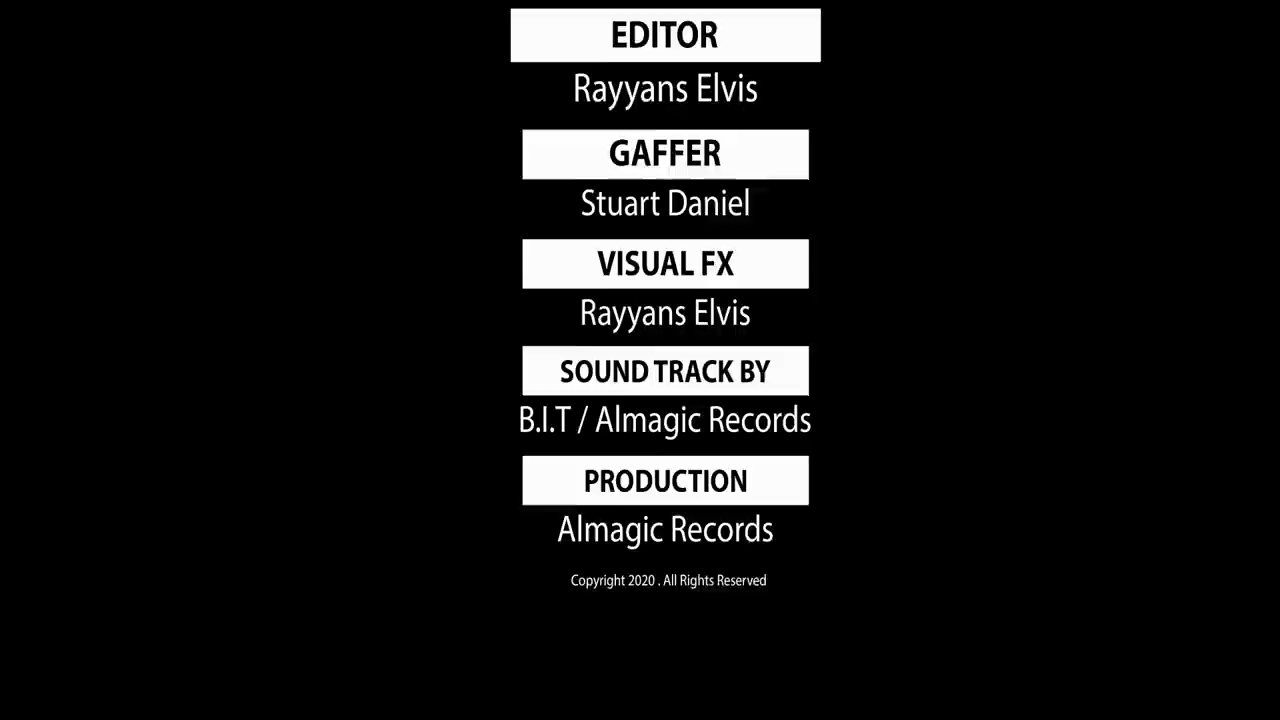 EDITOR
Rayyans Elvis
GAFFER
Stuart Daniel
VISUAL FX
Rayyans Elvis
SOUND TRACK BY
B.I.T / Almagic Records
PRODUCTION
Almagic Records
Copyright 2020 . All Rights Reserved